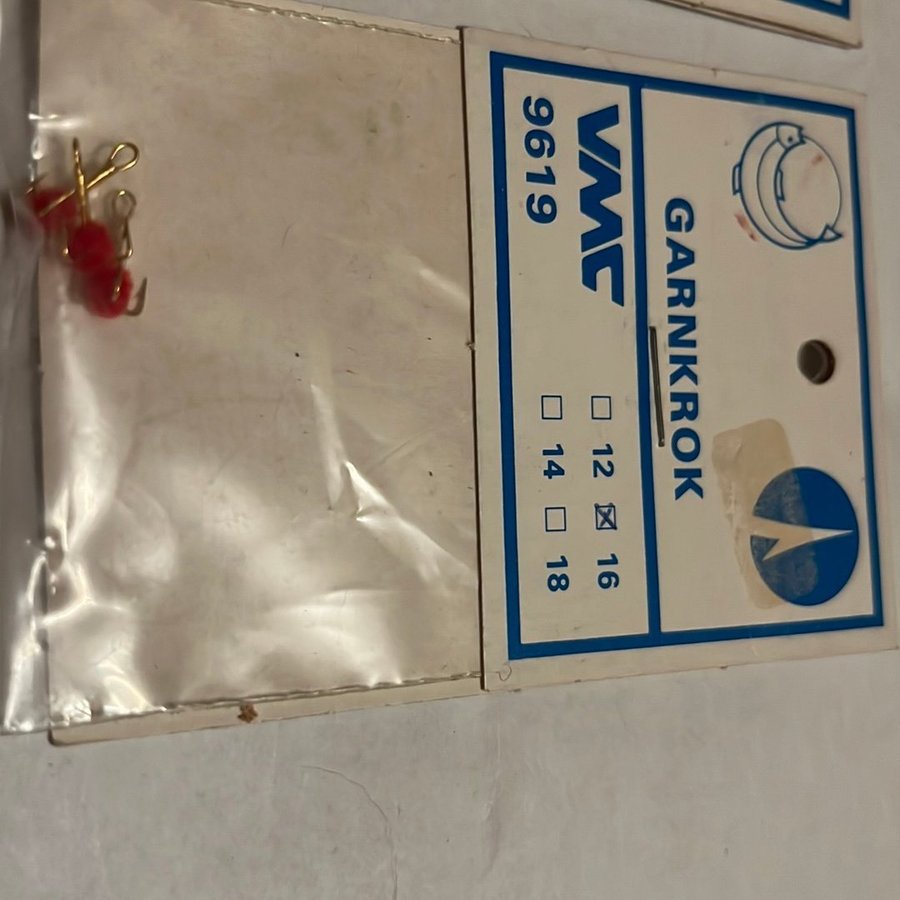 GARNKROK
VMC
9619
☐ 12 ☒ 16
☐ 14 ☐ 18